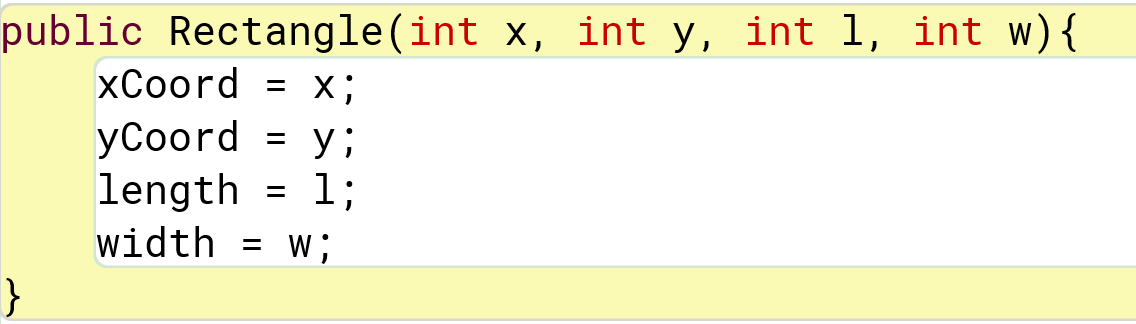 public Rectangle(int x, int y, int l, int w){
xCoord = x;
yCoord = y;
length = l;
width = w;
}